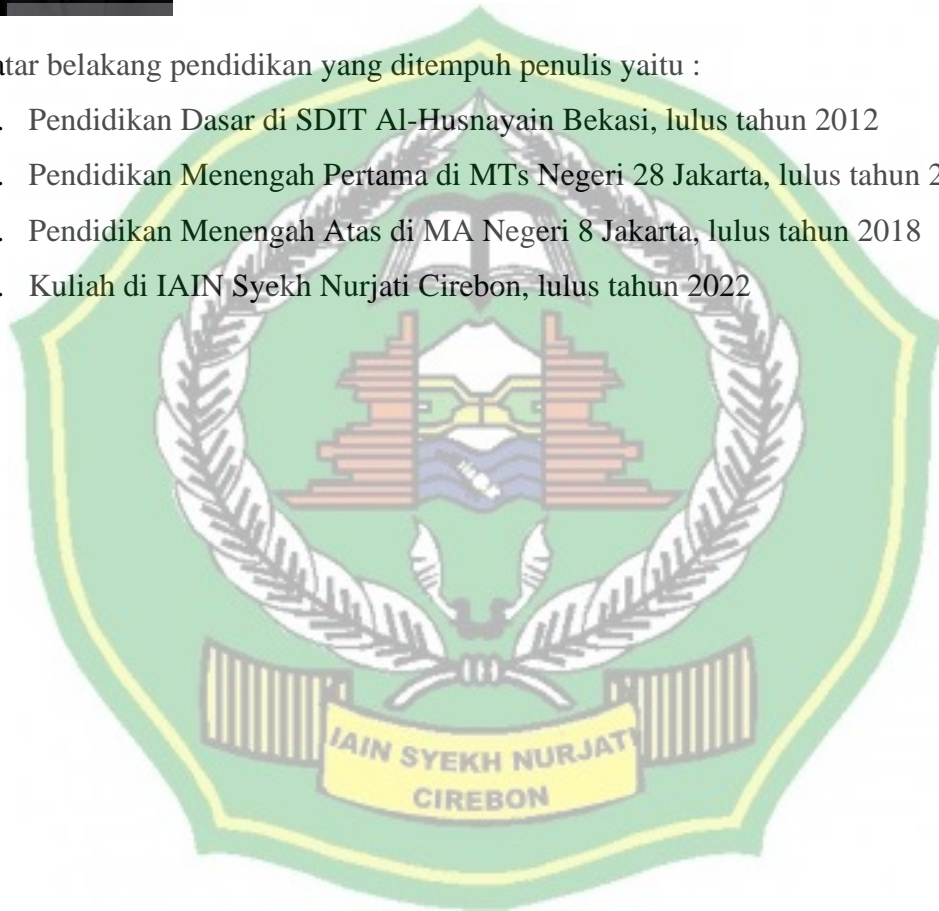 atar belakang pendidikan yang ditempuh penulis yaitu :
. Pendidikan Dasar di SDIT Al-Husnayain Bekasi, lulus tahun 2012
. Pendidikan Menengah Pertama di MTs Negeri 28 Jakarta, lulus tahun 2
. Pendidikan Menengah Atas di MA Negeri 8 Jakarta, lulus tahun 2018
. Kuliah di IAIN Syekh Nurjati Cirebon, lulus tahun 2022
IAIN SYEKH NURJATI
CIREBON